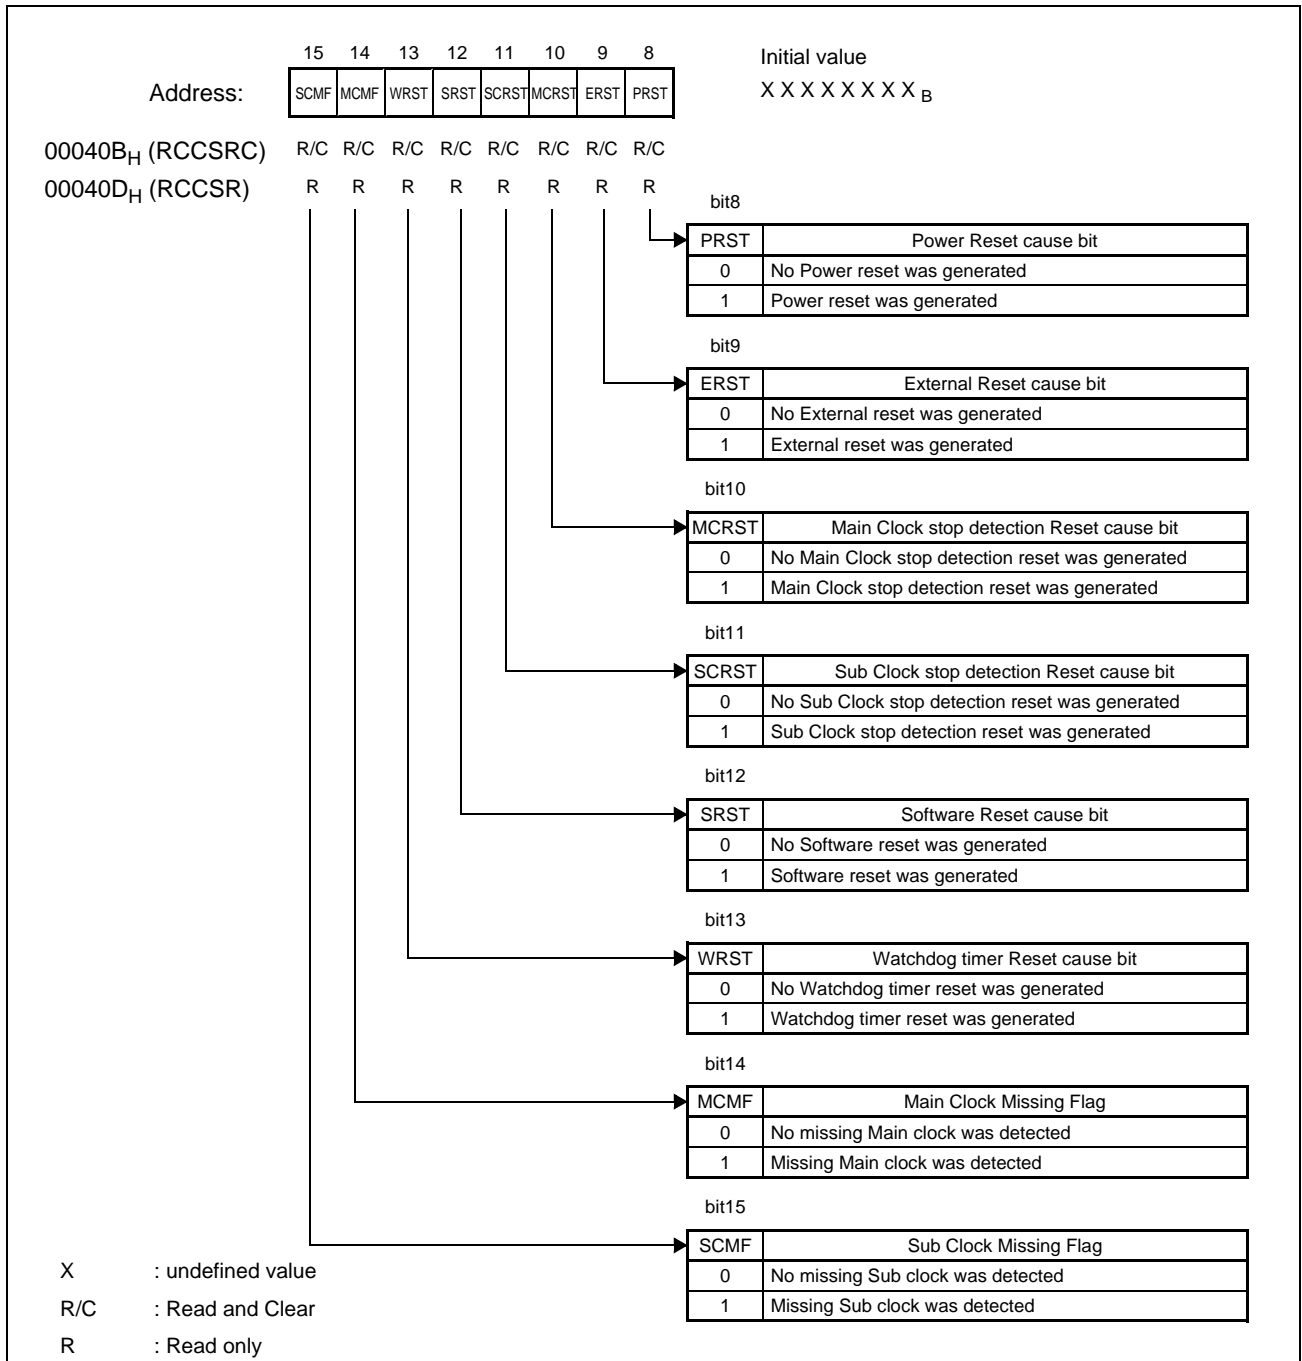 15 14 13 12 11 10 9 8
Initial value
Address: SCMF MCMF WRST SRST SCRST MCRST ERST PRST X X X X X X X X B
00040BH (RCCSRC) R/C R/C R/C R/C R/C R/C R/C R/C
00040DH (RCCSR) R R R R R R R R
bit8
PRST Power Reset cause bit
0 No Power reset was generated
1 Power reset was generated
bit9
ERST External Reset cause bit
0 No External reset was generated
1 External reset was generated
bit10
MCRST Main Clock stop detection Reset cause bit
0 No Main Clock stop detection reset was generated
1 Main Clock stop detection reset was generated
bit11
SCRST Sub Clock stop detection Reset cause bit
0 No Sub Clock stop detection reset was generated
1 Sub Clock stop detection reset was generated
bit12
SRST Software Reset cause bit
0 No Software reset was generated
1 Software reset was generated
bit13
WRST Watchdog timer Reset cause bit
0 No Watchdog timer reset was generated
1 Watchdog timer reset was generated
bit14
MCMF Main Clock Missing Flag
0 No missing Main clock was detected
1 Missing Main clock was detected
bit15
SCMF Sub Clock Missing Flag
0 No missing Sub clock was detected
1 Missing Sub clock was detected
X : undefined value
R/C : Read and Clear
R : Read only